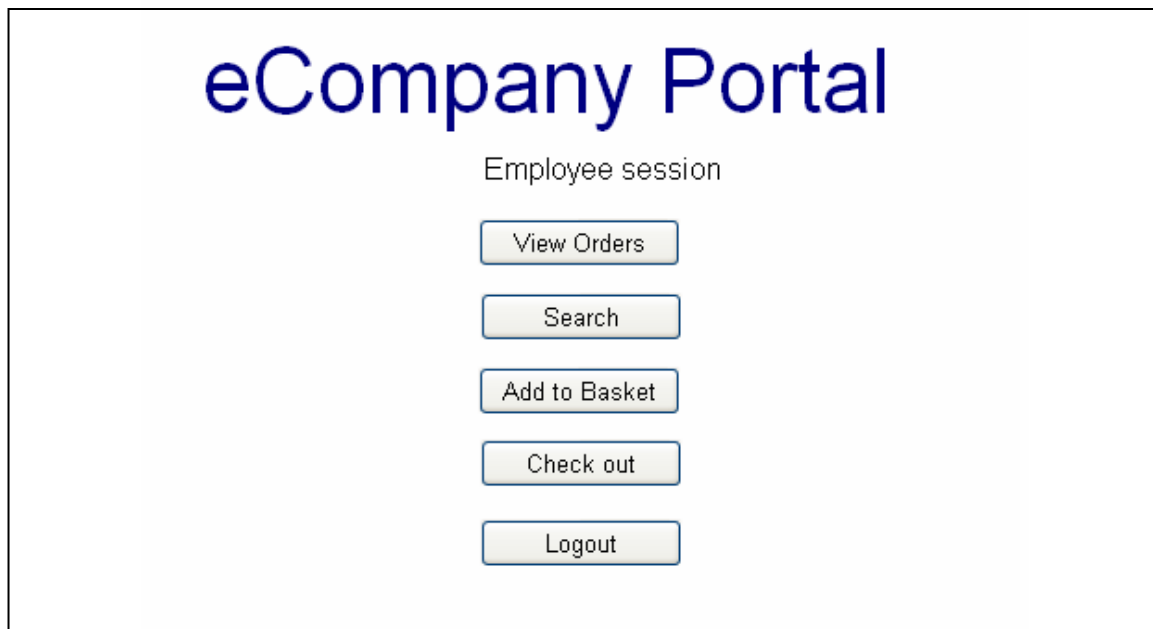 eCompany Portal
Employee session
View Orders
Search
Add to Basket
Check out
Logout